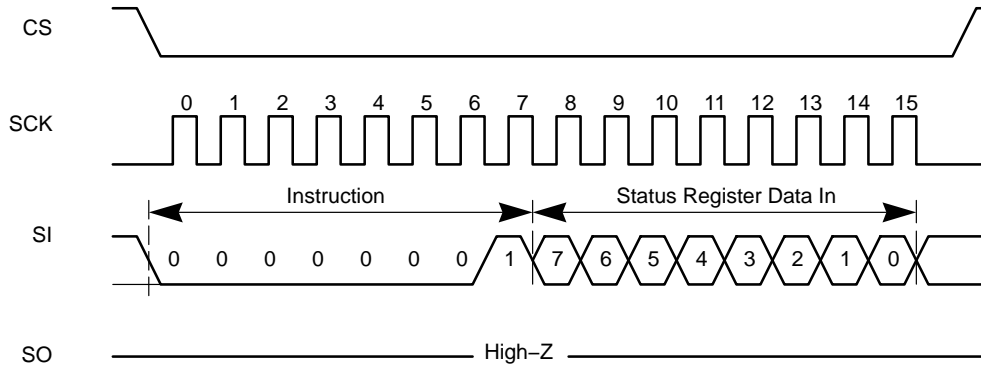 CS
0 1 2 3 4 5 6 7 8 9 10 11 12 13 14 15
SCK
Instruction Status Register Data In
SI
0 0 0 0 0 0 0 1 7 6 5 4 3 2 1 0
SO High−Z